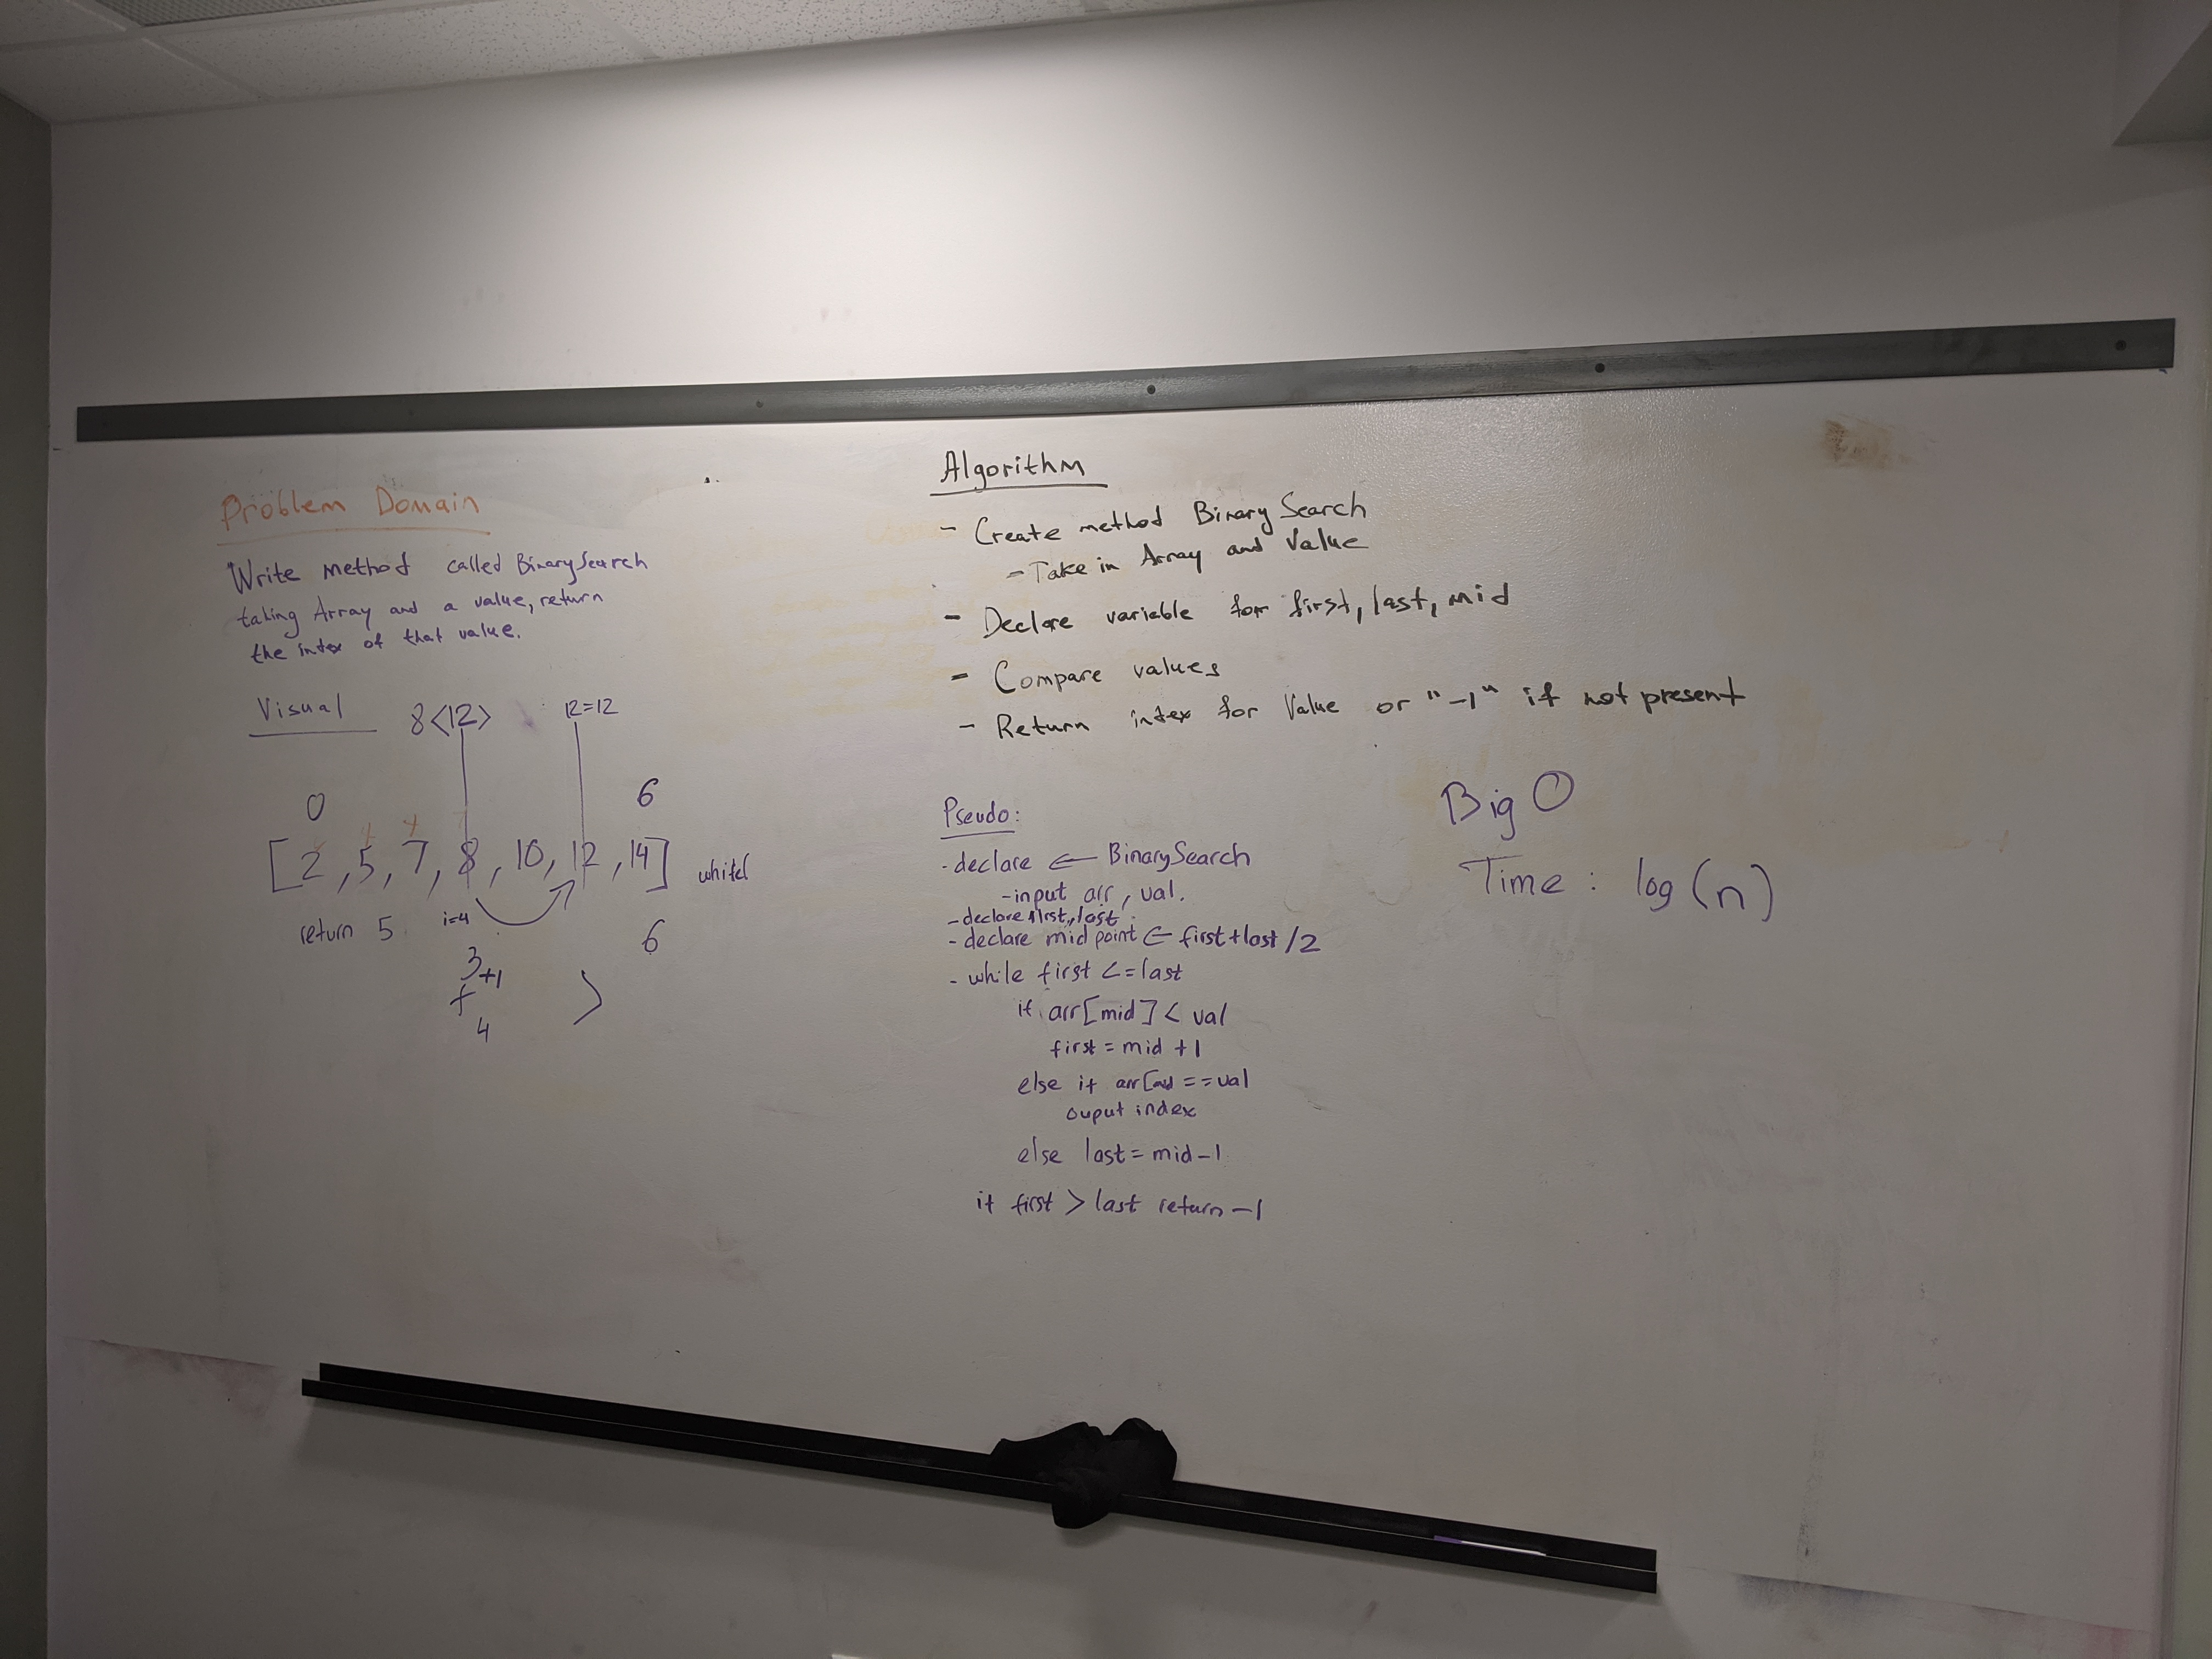 Problem Domain
Write method called BinarySearch
taking Array and a value, return
the index of that value.
Visual
8<12>
12=12
0
6
[2,5,7,8,10,12,14]
return 5
i=4
6
3+1
f
4
>
Algorithm
- Create method Binary Search
- Take in Array and Value
- Declare variable for first, last, mid
- Compare values
- Return index for Value or "-1" if not present
Pseudo:
- declare ← BinarySearch
- input arr, val.
- declare first, last.
- declare mid point ← first+last/2
- while first <= last
if arr[mid] < val
first = mid + 1
else if arr[mid == val
ouput index
else last = mid - 1
if first > last return -1
Big O
Time: log(n)